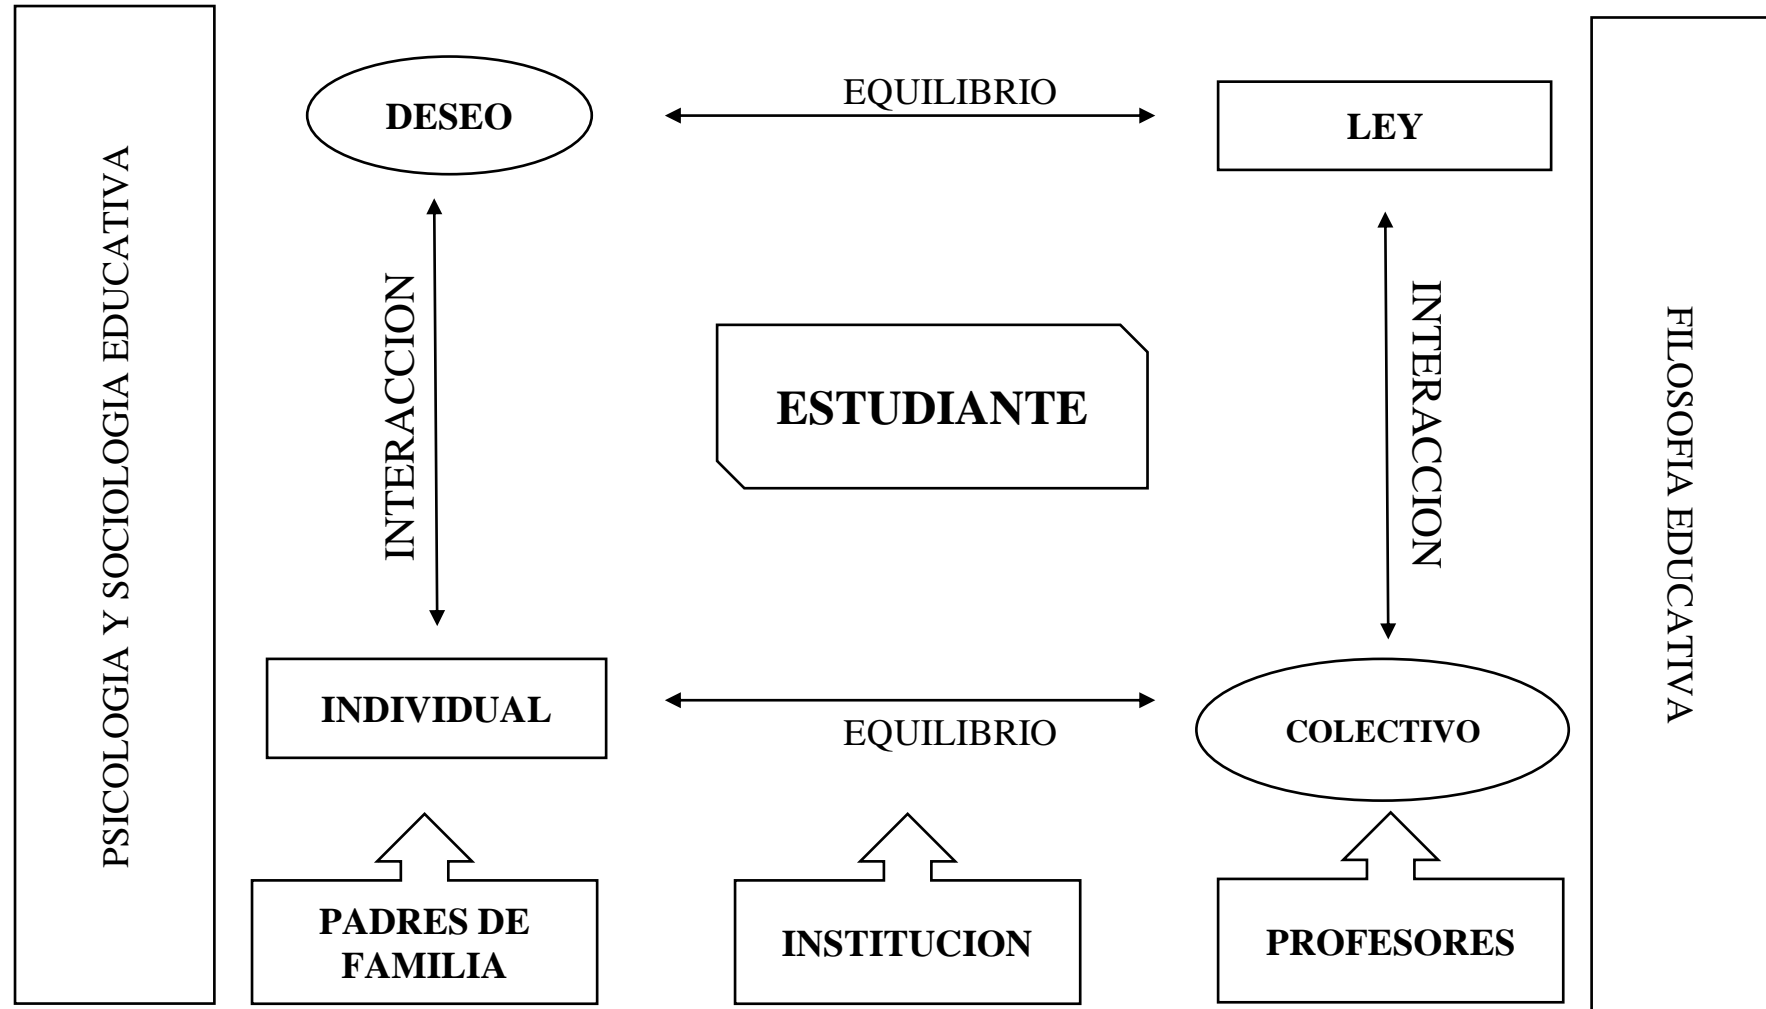 PSICOLOGIA Y SOCIOLOGIA EDUCATIVA
DESEO
EQUILIBRIO
LEY
INTERACCION
ESTUDIANTE
INTERACCION
FILOSOFIA EDUCATIVA
INDIVIDUAL
EQUILIBRIO
COLECTIVO
PADRES DE
FAMILIA
INSTITUCION
PROFESORES